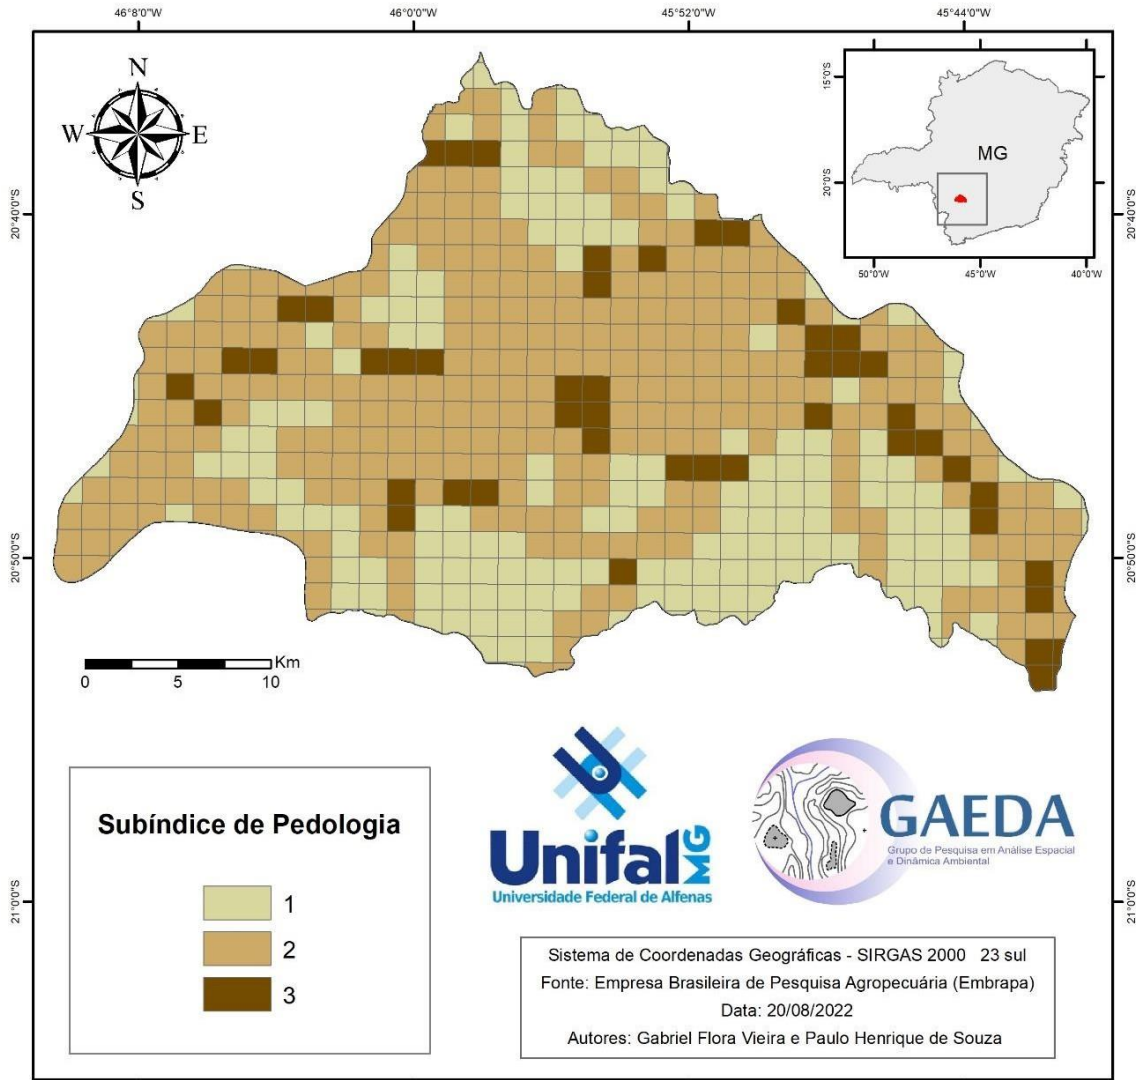 46°8'0"W
46°0'0"W
45°52'0"W
45°44'0"W
20°40'0"S
20°50'0"S
21°0'0"S
20°40'0"S
20°50'0"S
21°0'0"S
N
W
E
S
15°0'S
20°0'S
MG
50°0'W
45°0'W
40°0'W
Km
0 5 10
Subíndice de Pedologia
1
2
3
Unifal MG
Universidade Federal de Alfenas
GAEDA
Grupo de Pesquisa em Análise Espacial
e Dinâmica Ambiental
Sistema de Coordenadas Geográficas - SIRGAS 2000 23 sul
Fonte: Empresa Brasileira de Pesquisa Agropecuária (Embrapa)
Data: 20/08/2022
Autores: Gabriel Flora Vieira e Paulo Henrique de Souza